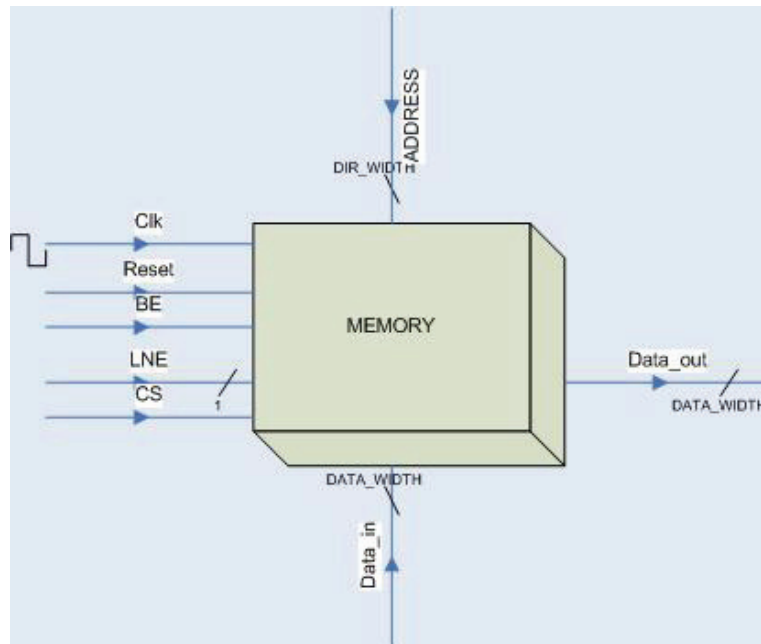 ADDRESS
DIR_WIDTH
Clk
Reset
BE
MEMORY
LNE
Data_out
1
CS
DATA_WIDTH
DATA_WIDTH
Data_in